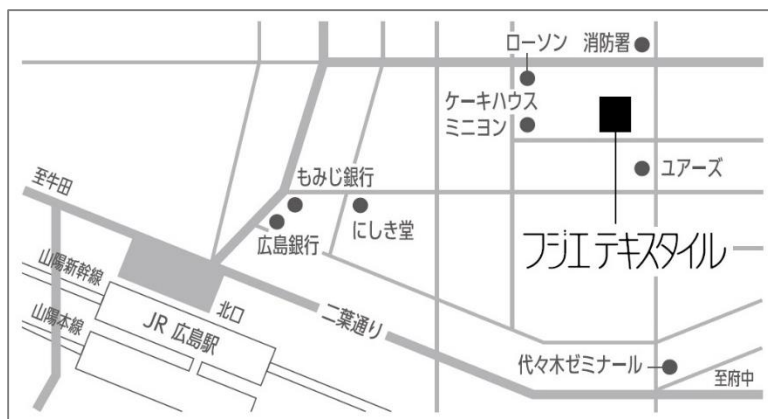 ローソン
消防署
ケーキハウス
ミニヨン
もみじ銀行
ユアーズ
至牛田
にしき堂
広島銀行
フジエ テキスタイル
山陽新幹線
北口
山陽本線
JR 広島駅
二葉通り
代々木ゼミナール
至府中